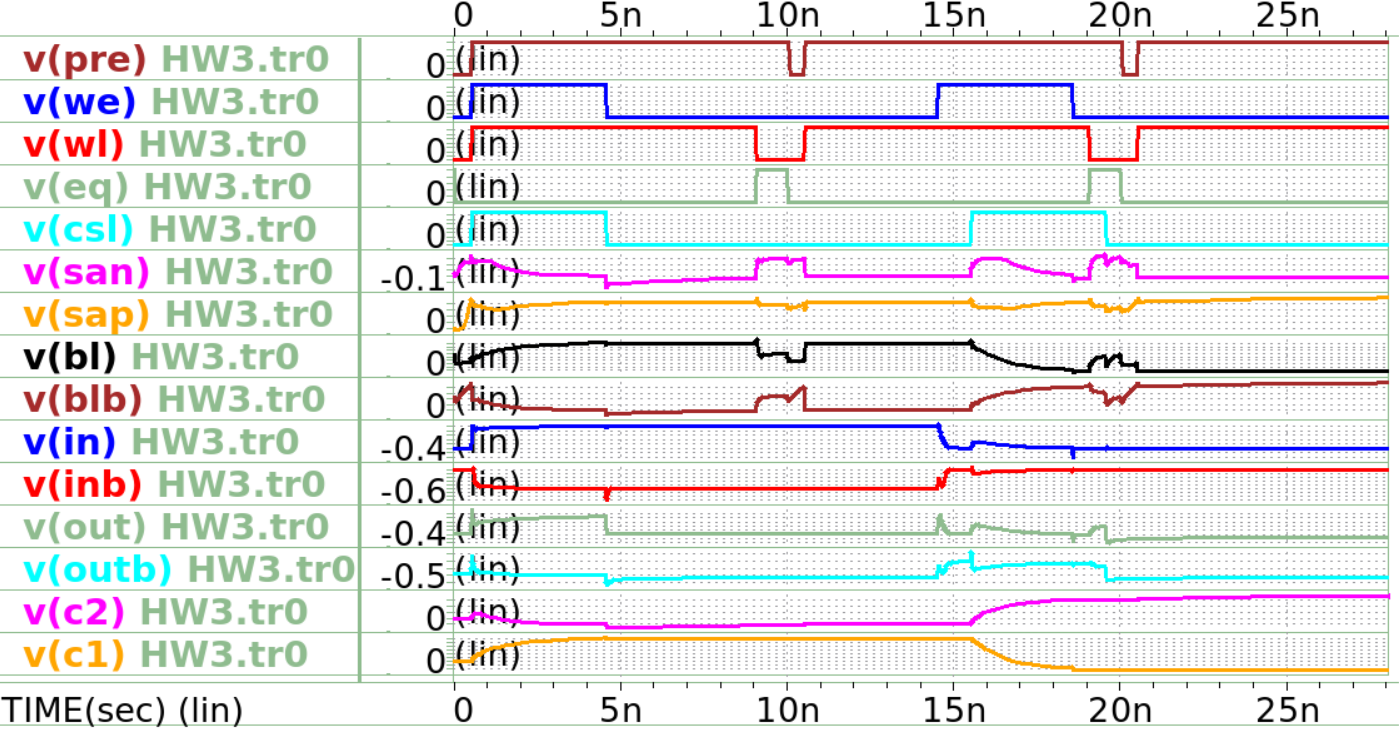 0 5n 10n 15n 20n 25n
v(pre) HW3.tr0 0 (lin)
v(we) HW3.tr0 0 (lin)
v(wl) HW3.tr0 0 (lin)
v(eq) HW3.tr0 0 (lin)
v(csl) HW3.tr0 0 (lin)
v(san) HW3.tr0 -0.1 (lin)
v(sap) HW3.tr0 0 (lin)
v(bl) HW3.tr0 0 (lin)
v(blb) HW3.tr0 0 (lin)
v(in) HW3.tr0 -0.4 (lin)
v(inb) HW3.tr0 -0.6 (lin)
v(out) HW3.tr0 -0.4 (lin)
v(outb) HW3.tr0 -0.5 (lin)
v(c2) HW3.tr0 0 (lin)
v(c1) HW3.tr0 0 (lin)
TIME(sec) (lin) 0 5n 10n 15n 20n 25n